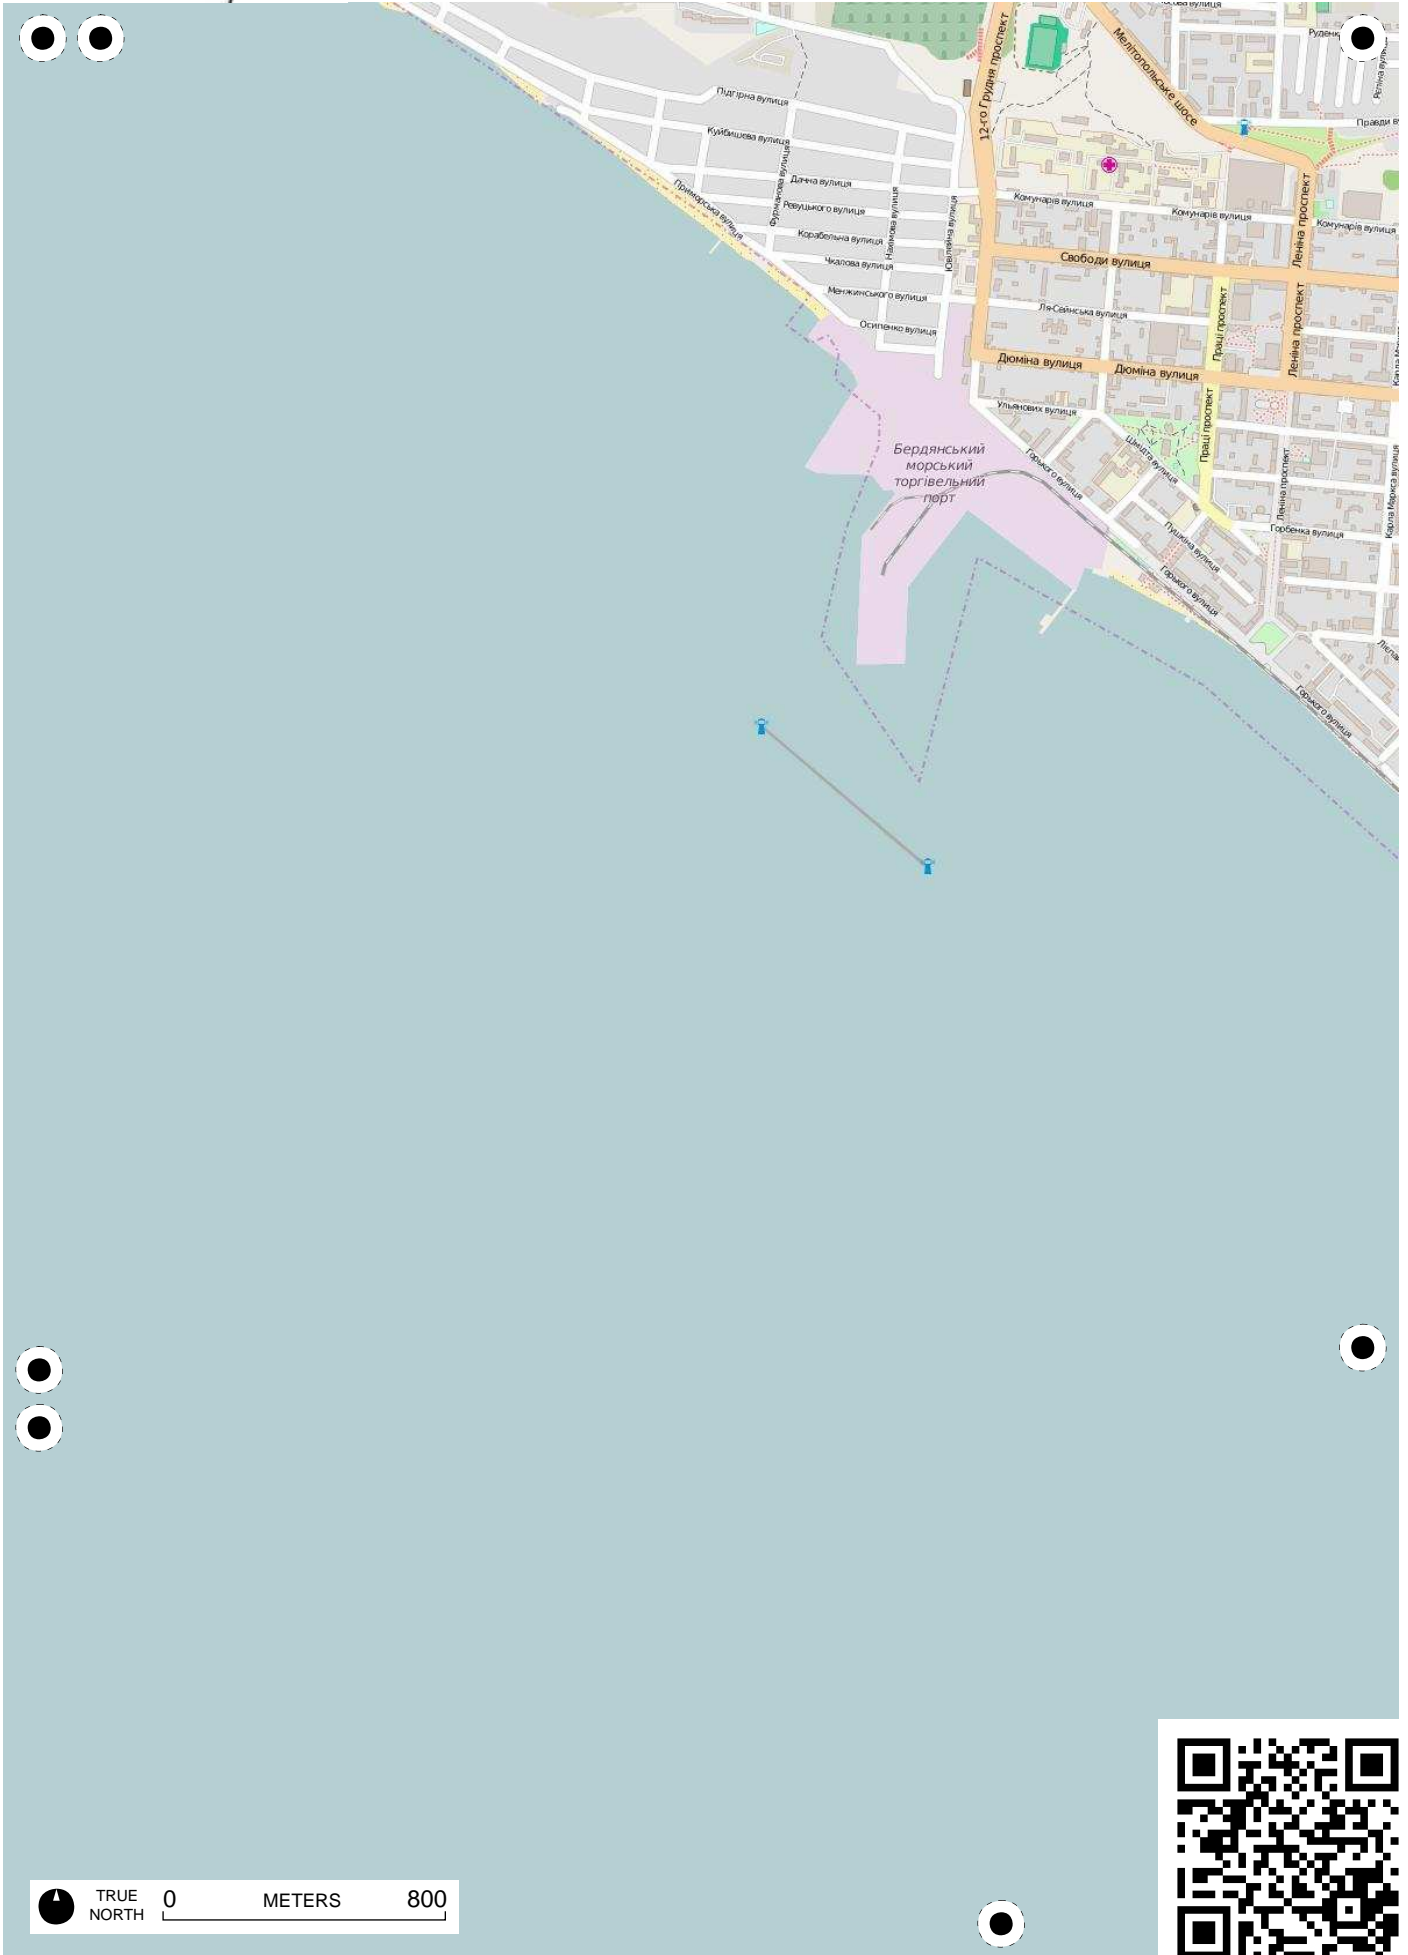 12-го Грудня проспект
Мелітопольське шосе
Підгірна вулиця
Куйбишева вулиця
Дачна вулиця
Ревуцького вулиця
Корабельна вулиця
Чкалова вулиця
Менжинського вулиця
Осипенко вулиця
Приморська вулиця
Фурманова вулиця
Нахімова вулиця
Ювілейна вулиця
Комунарів вулиця
Комунарів вулиця
Комунарів вулиця
Свободи вулиця
Ля-Сейнська вулиця
Дюміна вулиця
Дюміна вулиця
Ульянових вулиця
Шмідта вулиця
Праці проспект
Праці проспект
Леніна проспект
Леніна проспект
Леніна проспект
Карла Маркса вулиця
Горького вулиця
Пушкіна вулиця
Горбенка вулиця
Горького вулиця
Горького вулиця
Рєпіна вулиця
Правди в
Бердянський
морський
торгівельний
порт
TRUE
NORTH
0 METERS 800